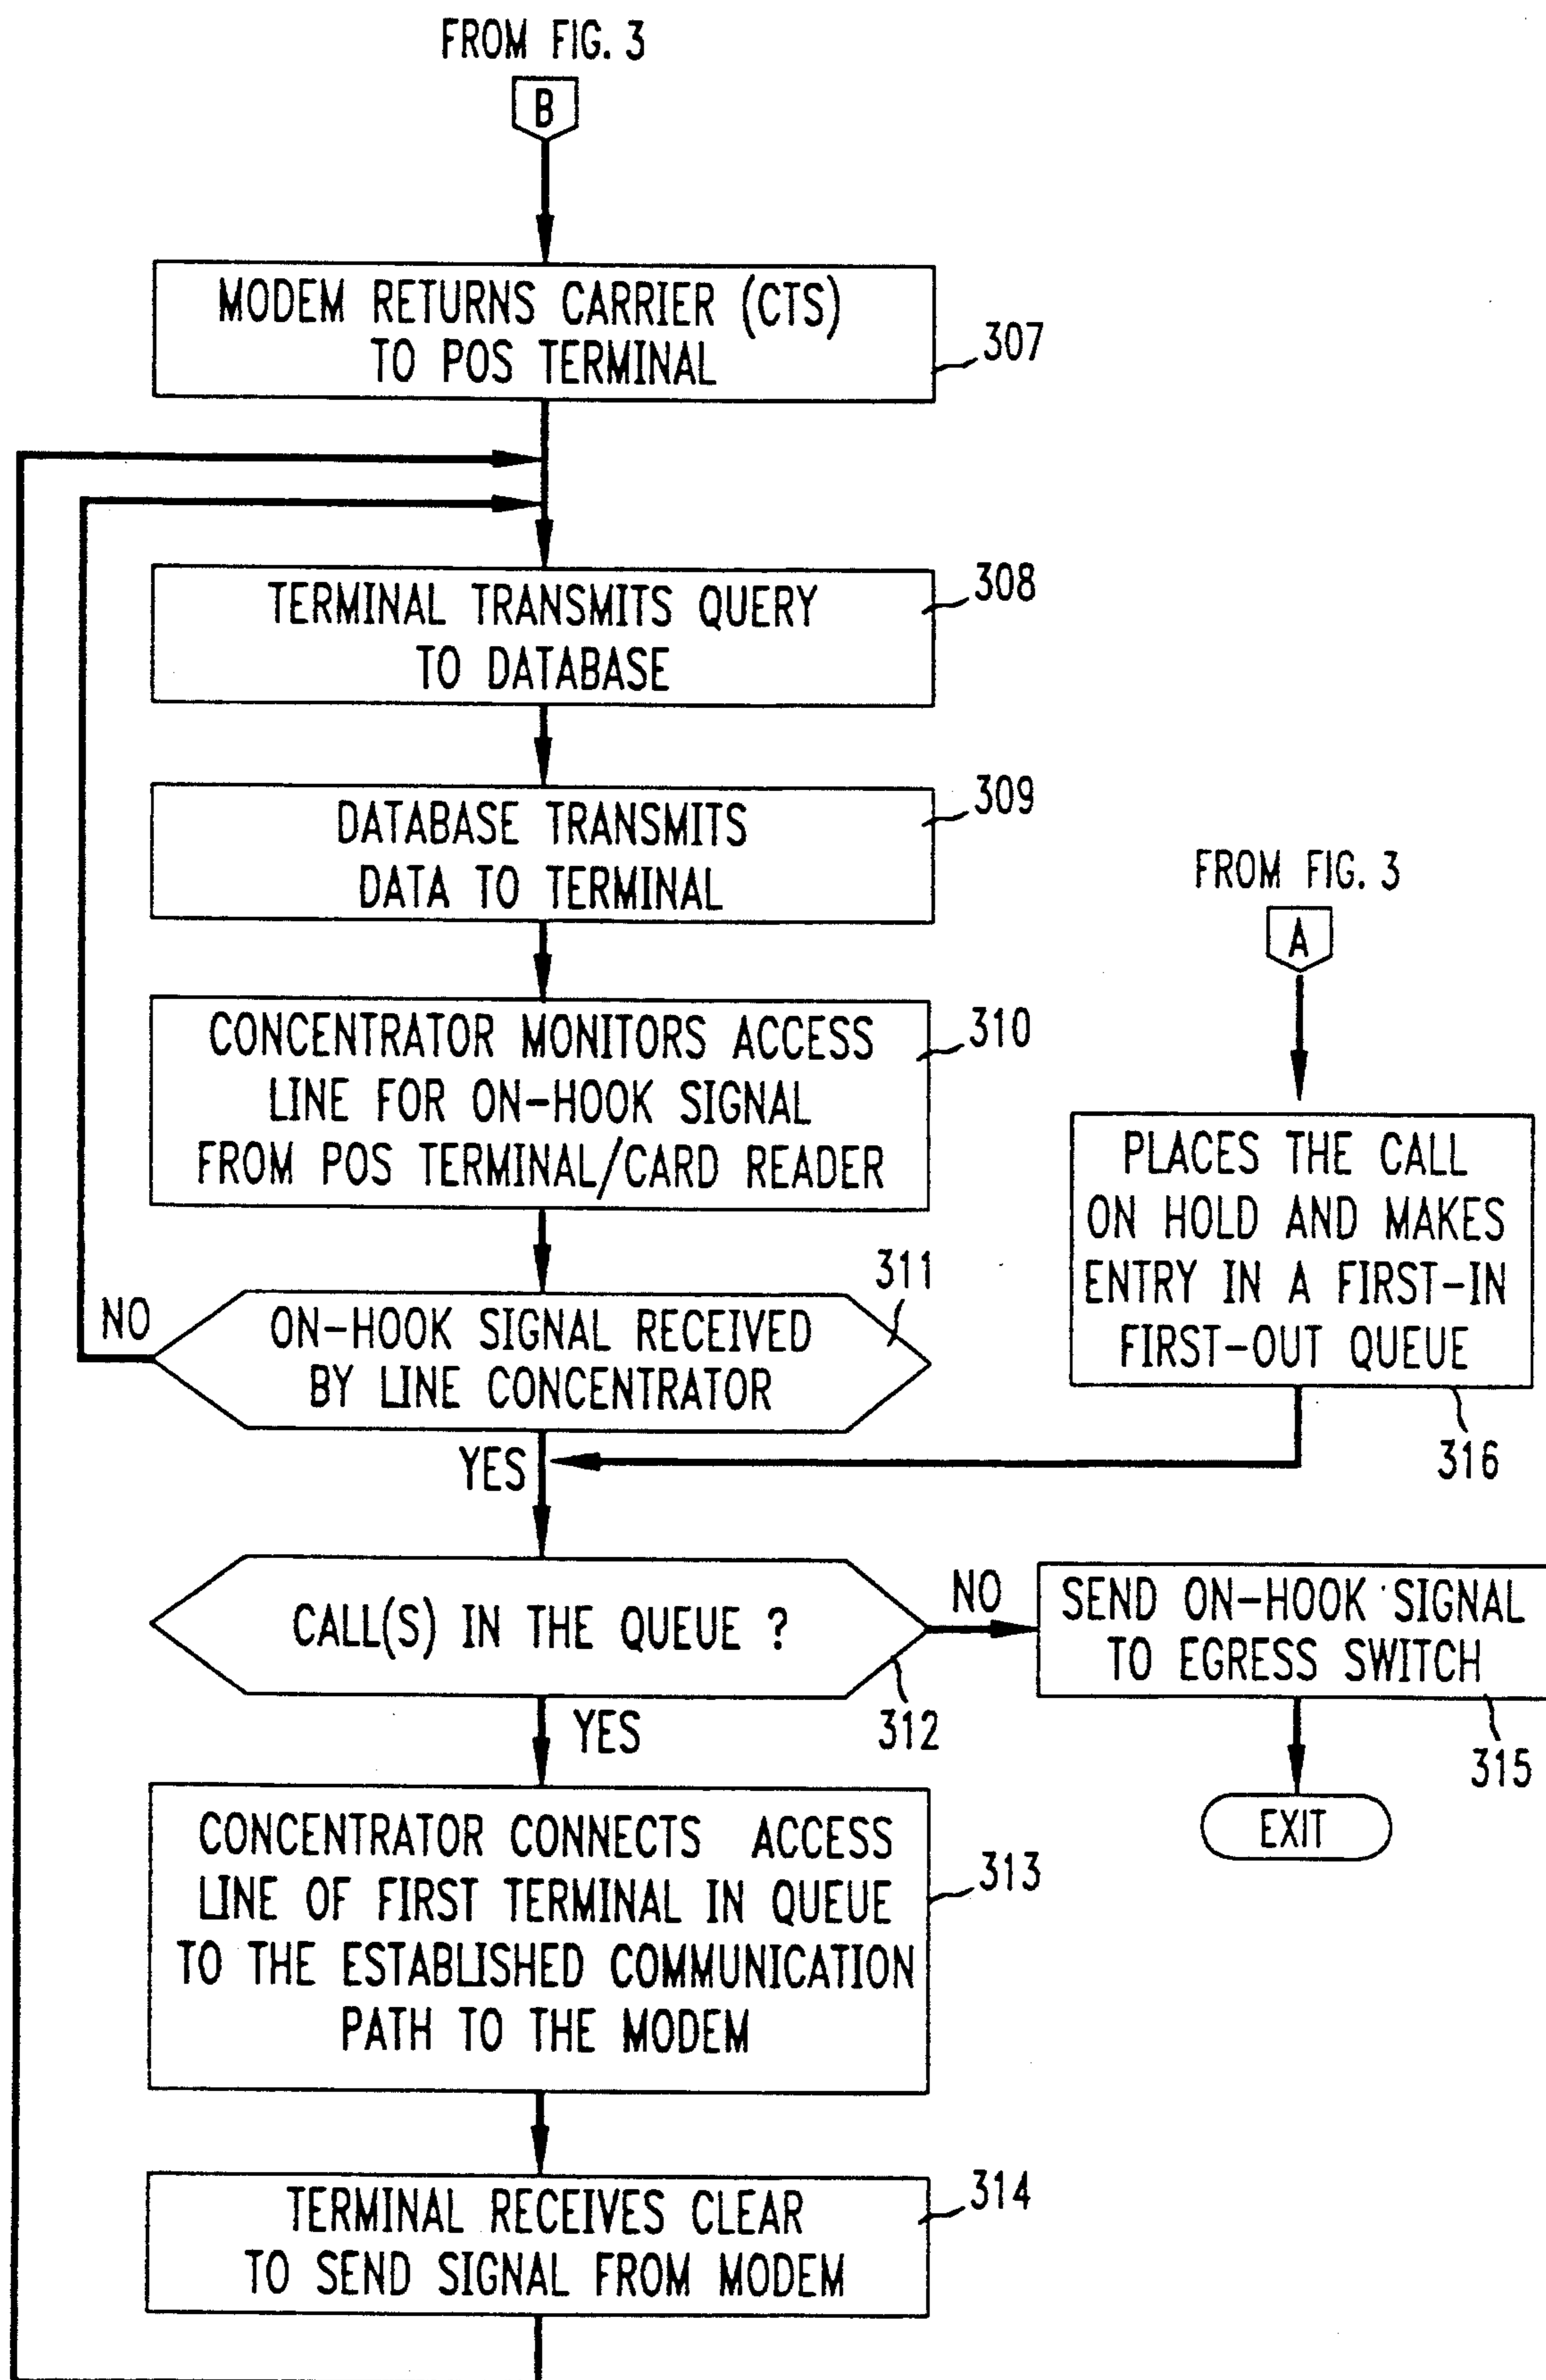 FROM FIG. 3
B
MODEM RETURNS CARRIER (CTS)
TO POS TERMINAL
307
TERMINAL TRANSMITS QUERY
TO DATABASE
308
DATABASE TRANSMITS
DATA TO TERMINAL
309
FROM FIG. 3
A
CONCENTRATOR MONITORS ACCESS
LINE FOR ON-HOOK SIGNAL
FROM POS TERMINAL/CARD READER
310
PLACES THE CALL
ON HOLD AND MAKES
ENTRY IN A FIRST-IN
FIRST-OUT QUEUE
316
ON-HOOK SIGNAL RECEIVED
BY LINE CONCENTRATOR
311
NO
YES
CALL(S) IN THE QUEUE ?
312
NO
SEND ON-HOOK SIGNAL
TO EGRESS SWITCH
315
EXIT
YES
CONCENTRATOR CONNECTS ACCESS
LINE OF FIRST TERMINAL IN QUEUE
TO THE ESTABLISHED COMMUNICATION
PATH TO THE MODEM
313
TERMINAL RECEIVES CLEAR
TO SEND SIGNAL FROM MODEM
314